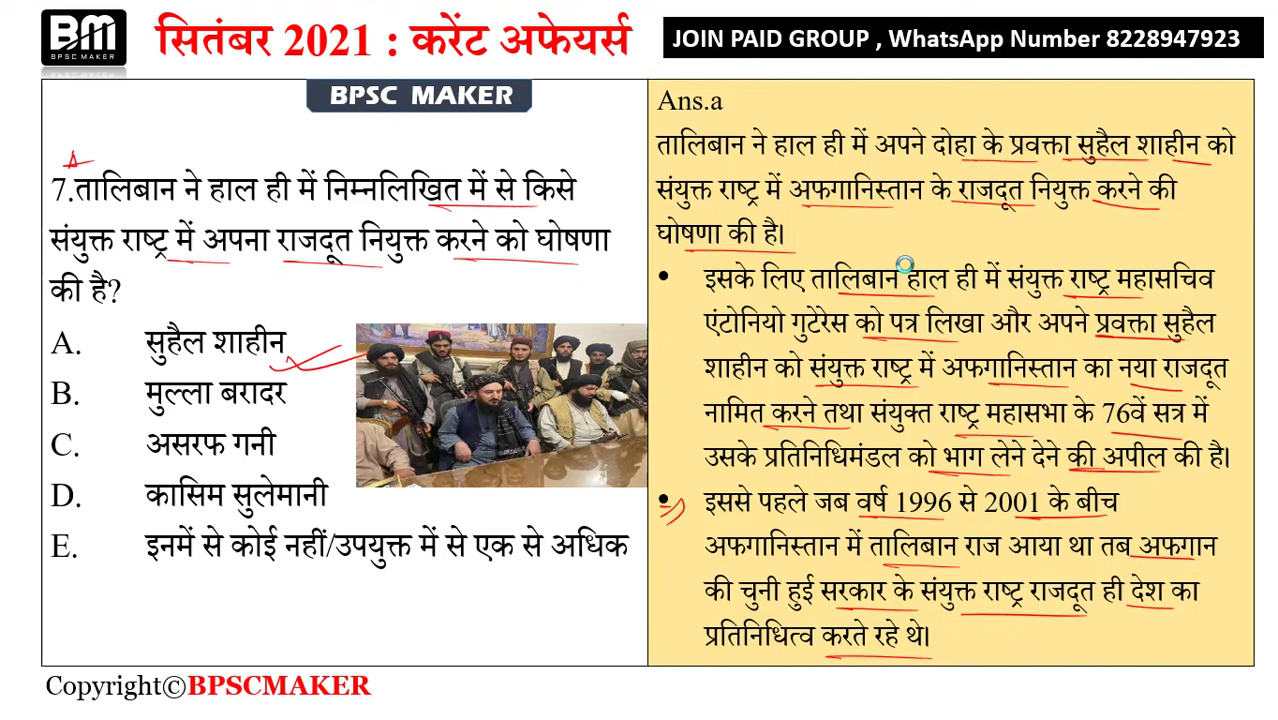 BM
BPSC MAKER
सितंबर 2021 : करेंट अफेयर्स
JOIN PAID GROUP , WhatsApp Number 8228947923
BPSC MAKER
7.तालिबान ने हाल ही में निम्नलिखित में से किसे
संयुक्त राष्ट्र में अपना राजदूत नियुक्त करने को घोषणा
की है?
A. सुहैल शाहीन
B. मुल्ला बरादर
C. असरफ गनी
D. कासिम सुलेमानी
E. इनमें से कोई नहीं/उपयुक्त में से एक से अधिक
Ans.a
तालिबान ने हाल ही में अपने दोहा के प्रवक्ता सुहैल शाहीन को
संयुक्त राष्ट्र में अफगानिस्तान के राजदूत नियुक्त करने की
घोषणा की है।
• इसके लिए तालिबान हाल ही में संयुक्त राष्ट्र महासचिव
एंटोनियो गुटेरेस को पत्र लिखा और अपने प्रवक्ता सुहैल
शाहीन को संयुक्त राष्ट्र में अफगानिस्तान का नया राजदूत
नामित करने तथा संयुक्त राष्ट्र महासभा के 76वें सत्र में
उसके प्रतिनिधिमंडल को भाग लेने देने की अपील की है।
• इससे पहले जब वर्ष 1996 से 2001 के बीच
अफगानिस्तान में तालिबान राज आया था तब अफगान
की चुनी हुई सरकार के संयुक्त राष्ट्र राजदूत ही देश का
प्रतिनिधित्व करते रहे थे।
Copyright©BPSCMAKER